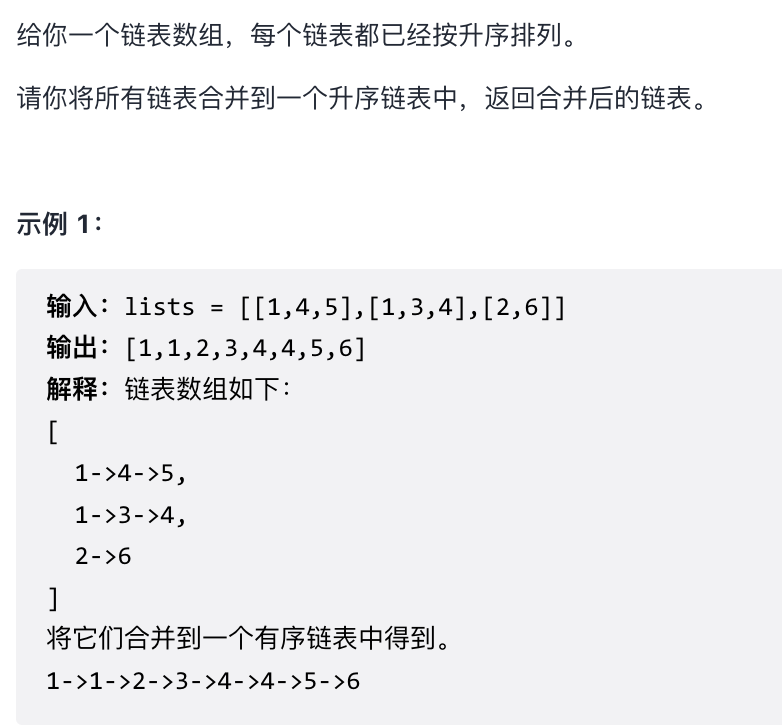 给你一个链表数组，每个链表都已经按升序排列。
请你将所有链表合并到一个升序链表中，返回合并后的链表。
示例 1：
输入：lists = [[1,4,5],[1,3,4],[2,6]]
输出：[1,1,2,3,4,4,5,6]
解释：链表数组如下：
[
  1->4->5,
  1->3->4,
  2->6
]
将它们合并到一个有序链表中得到。
1->1->2->3->4->4->5->6